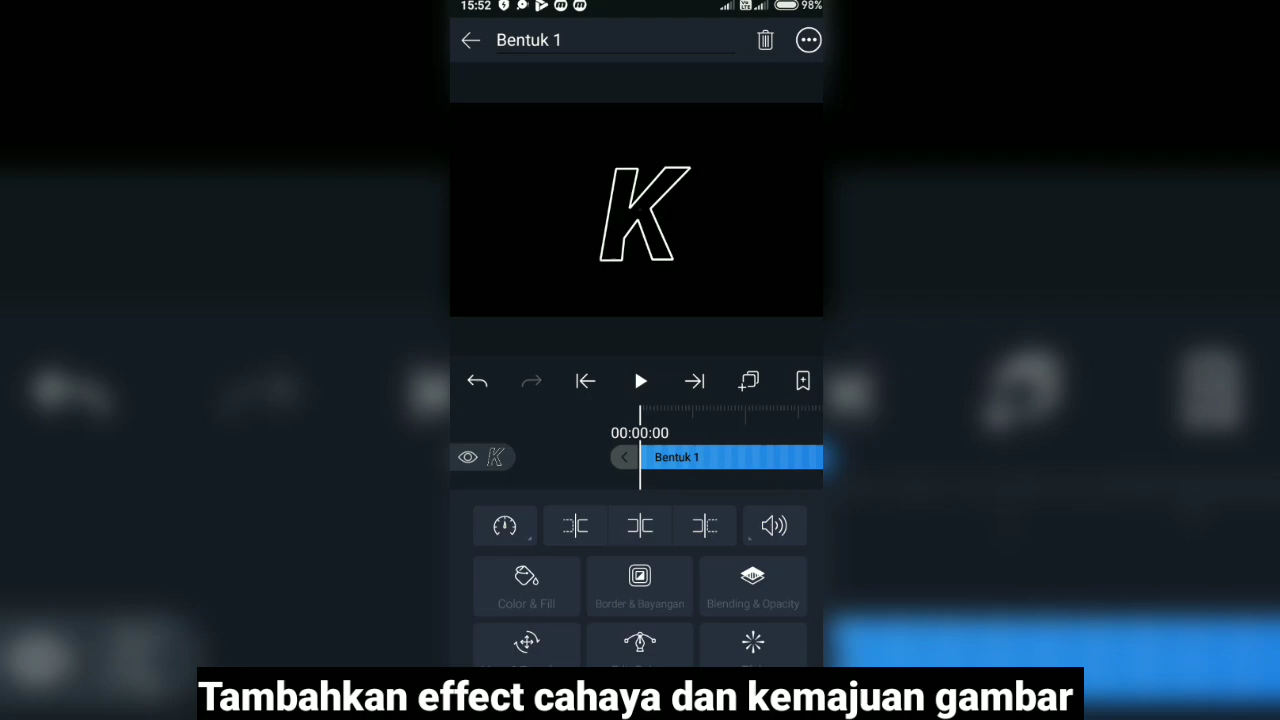 15:52
98%
Bentuk 1
K
00:00:00
Bentuk 1
Color & Fill
Border & Bayangan
Blending & Opacity
Tambahkan effect cahaya dan kemajuan gambar